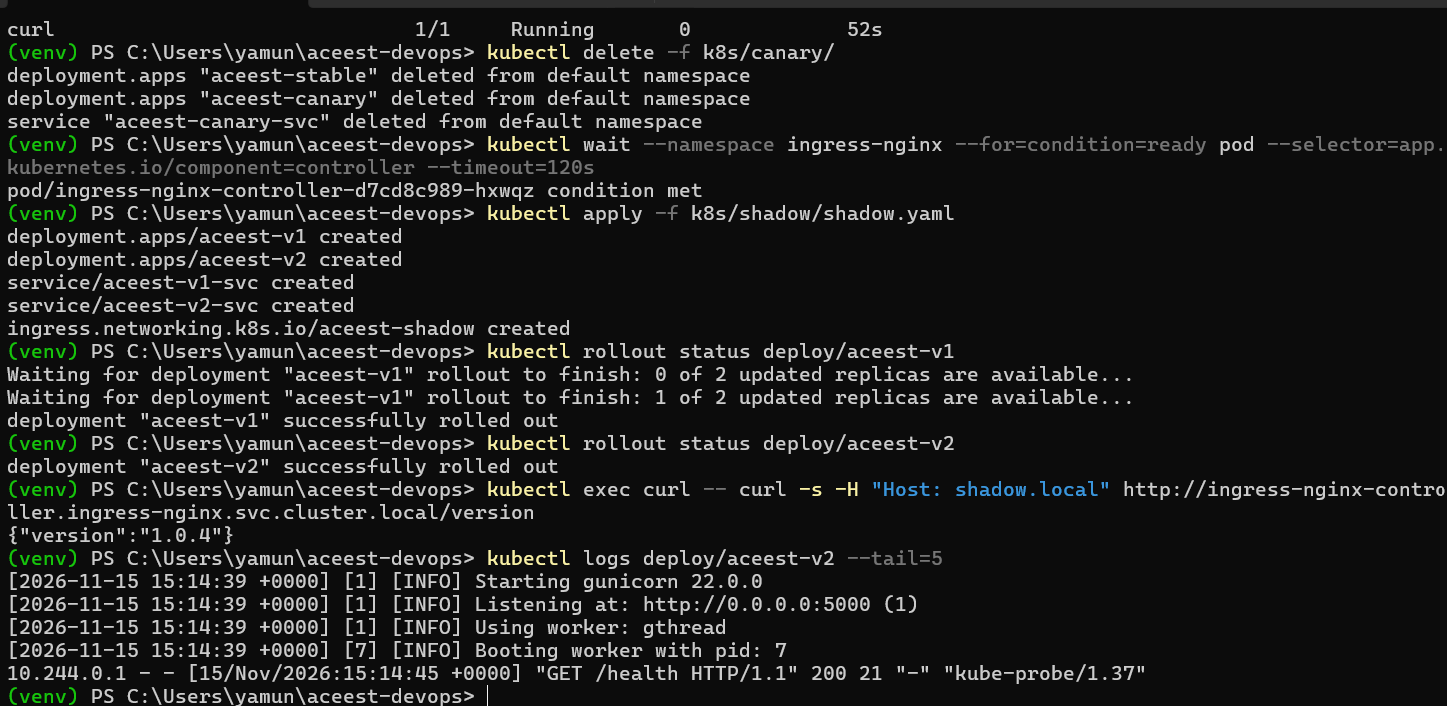 curl                              1/1     Running       0             52s
(venv) PS C:\Users\yamun\aceest-devops> kubectl delete -f k8s/canary/
deployment.apps "aceest-stable" deleted from default namespace
deployment.apps "aceest-canary" deleted from default namespace
service "aceest-canary-svc" deleted from default namespace
(venv) PS C:\Users\yamun\aceest-devops> kubectl wait --namespace ingress-nginx --for=condition=ready pod --selector=app.
kubernetes.io/component=controller --timeout=120s
pod/ingress-nginx-controller-d7cd8c989-hxwqz condition met
(venv) PS C:\Users\yamun\aceest-devops> kubectl apply -f k8s/shadow/shadow.yaml
deployment.apps/aceest-v1 created
deployment.apps/aceest-v2 created
service/aceest-v1-svc created
service/aceest-v2-svc created
ingress.networking.k8s.io/aceest-shadow created
(venv) PS C:\Users\yamun\aceest-devops> kubectl rollout status deploy/aceest-v1
Waiting for deployment "aceest-v1" rollout to finish: 0 of 2 updated replicas are available...
Waiting for deployment "aceest-v1" rollout to finish: 1 of 2 updated replicas are available...
deployment "aceest-v1" successfully rolled out
(venv) PS C:\Users\yamun\aceest-devops> kubectl rollout status deploy/aceest-v2
deployment "aceest-v2" successfully rolled out
(venv) PS C:\Users\yamun\aceest-devops> kubectl exec curl -- curl -s -H "Host: shadow.local" http://ingress-nginx-contro
ller.ingress-nginx.svc.cluster.local/version
{"version":"1.0.4"}
(venv) PS C:\Users\yamun\aceest-devops> kubectl logs deploy/aceest-v2 --tail=5
[2026-11-15 15:14:39 +0000] [1] [INFO] Starting gunicorn 22.0.0
[2026-11-15 15:14:39 +0000] [1] [INFO] Listening at: http://0.0.0.0:5000 (1)
[2026-11-15 15:14:39 +0000] [1] [INFO] Using worker: gthread
[2026-11-15 15:14:39 +0000] [7] [INFO] Booting worker with pid: 7
10.244.0.1 - - [15/Nov/2026:15:14:45 +0000] "GET /health HTTP/1.1" 200 21 "-" "kube-probe/1.37"
(venv) PS C:\Users\yamun\aceest-devops>